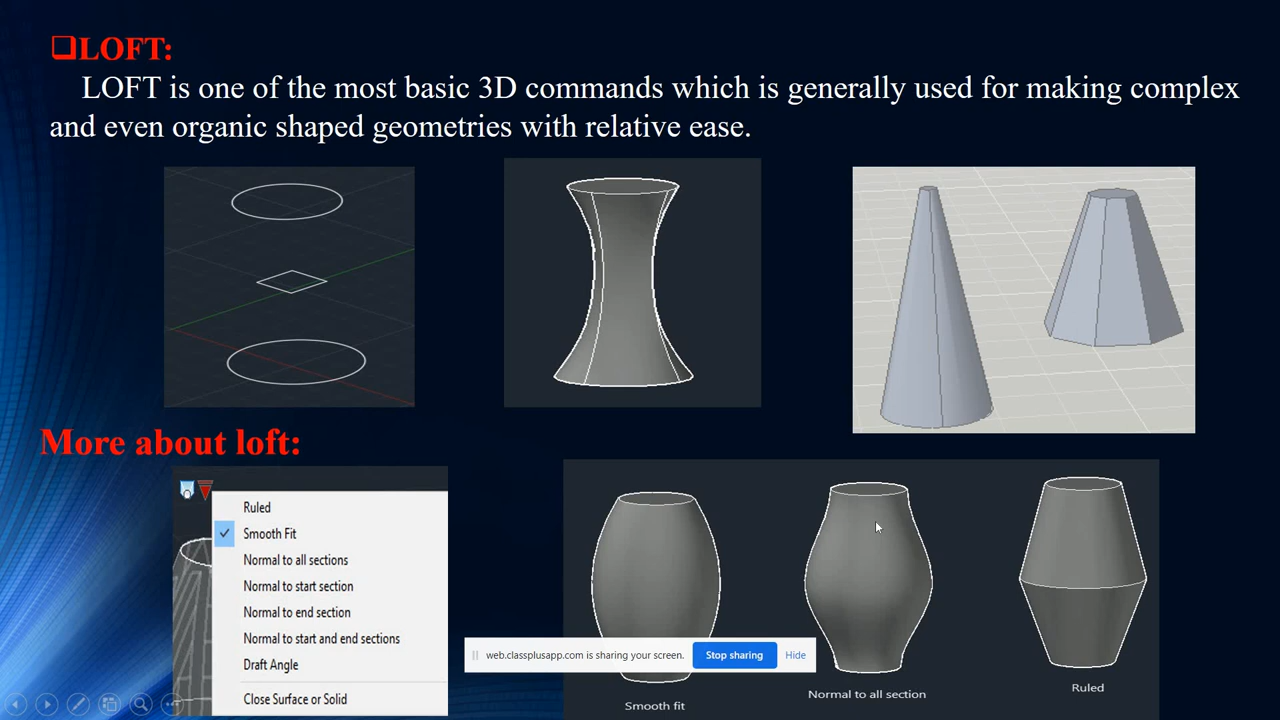 ❑LOFT:
LOFT is one of the most basic 3D commands which is generally used for making complex
and even organic shaped geometries with relative ease.
More about loft:
Ruled
Smooth Fit
Normal to all sections
Normal to start section
Normal to end section
Normal to start and end sections
Draft Angle
Close Surface or Solid
web.classplusapp.com is sharing your screen. Stop sharing Hide
Smooth fit
Normal to all section
Ruled